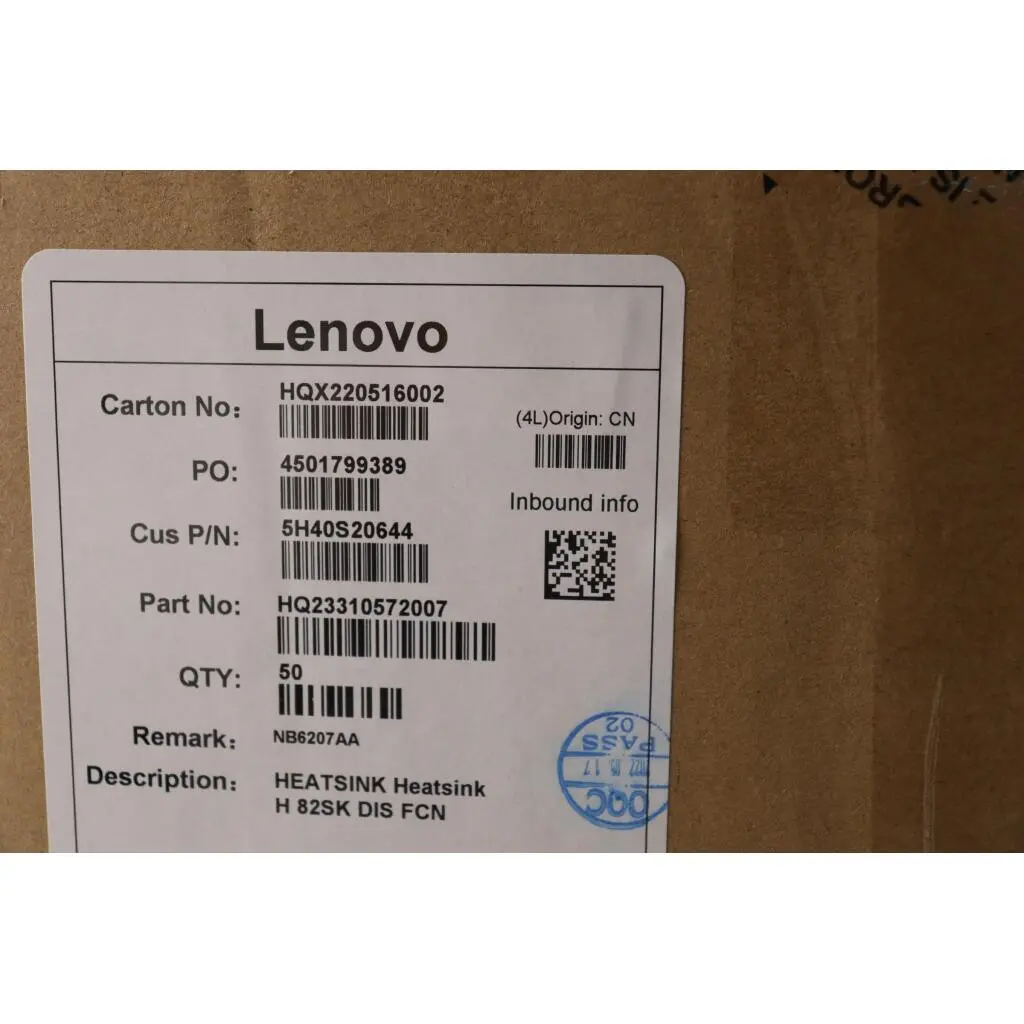 Lenovo
Carton No: HQX220516002
(4L)Origin: CN
PO: 4501799389
Inbound info
Cus P/N: 5H40S20644
Part No: HQ23310572007
QTY: 50
Remark: NB6207AA
Description: HEATSINK Heatsink
H 82SK DIS FCN
OQC
PASS
02